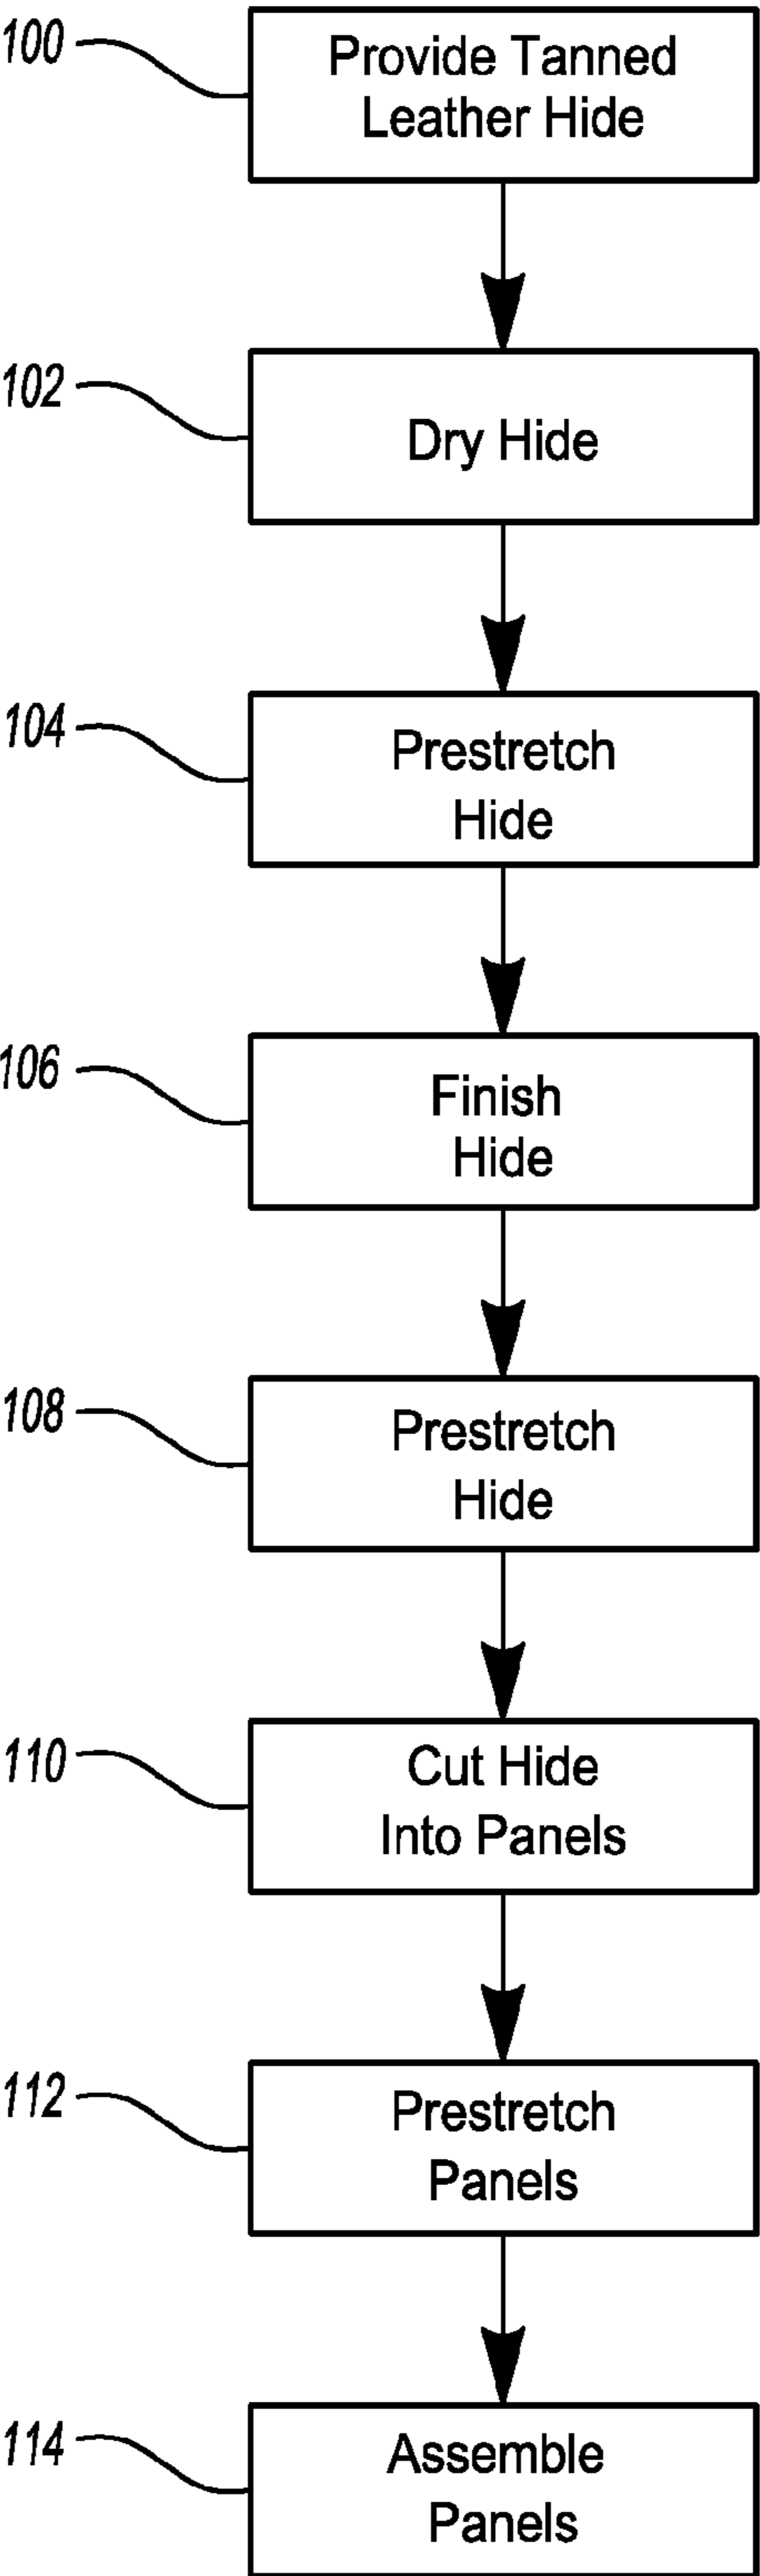 100
Provide Tanned
Leather Hide
102
Dry Hide
104
Prestretch
Hide
106
Finish
Hide
108
Prestretch
Hide
110
Cut Hide
Into Panels
112
Prestretch
Panels
114
Assemble
Panels